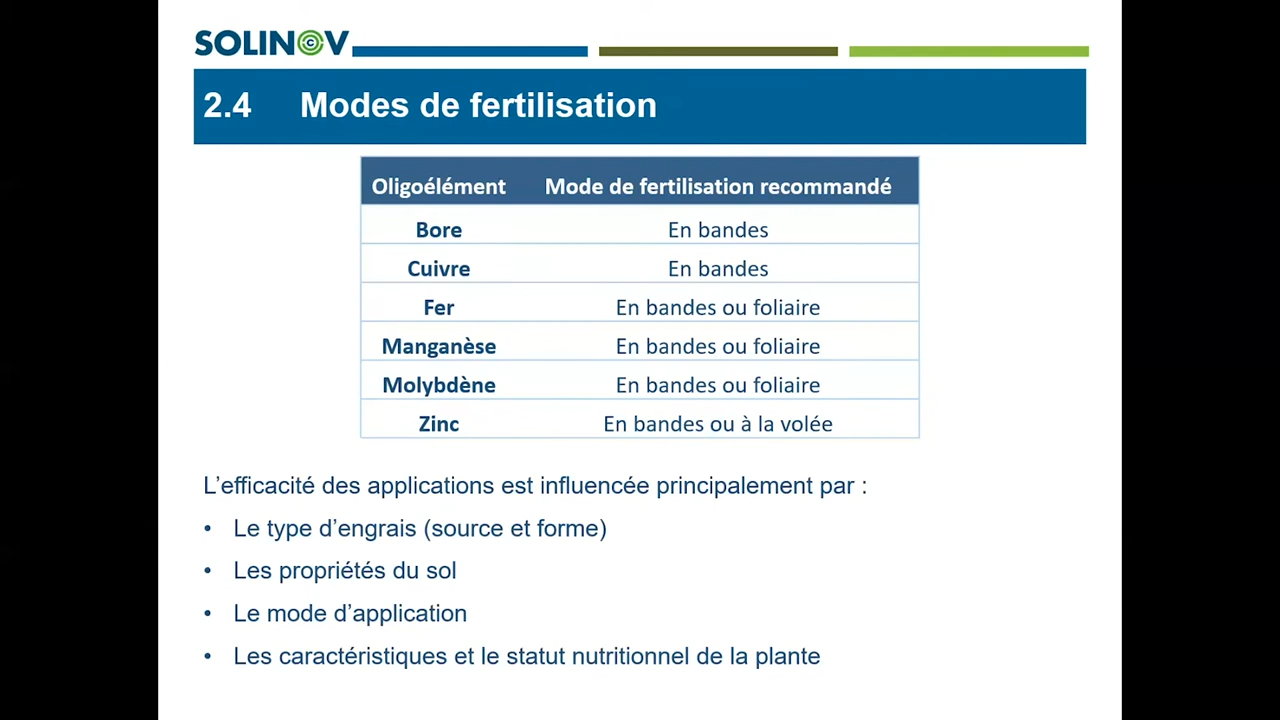 SOLINOV
2.4 Modes de fertilisation
Oligoélément Mode de fertilisation recommandé
Bore En bandes
Cuivre En bandes
Fer En bandes ou foliaire
Manganèse En bandes ou foliaire
Molybdène En bandes ou foliaire
Zinc En bandes ou à la volée
L’efficacité des applications est influencée principalement par :
• Le type d’engrais (source et forme)
• Les propriétés du sol
• Le mode d’application
• Les caractéristiques et le statut nutritionnel de la plante